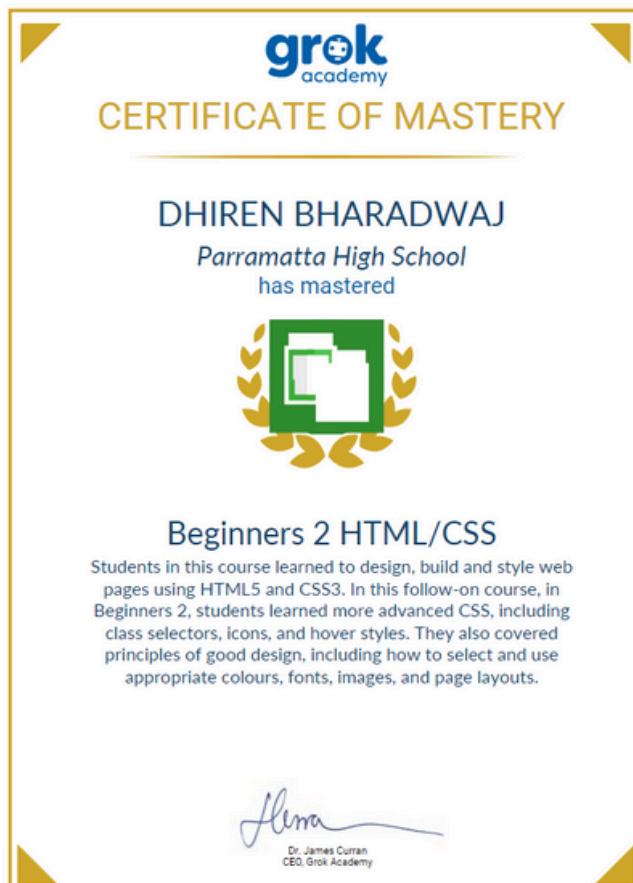 grok
academy
CERTIFICATE OF MASTERY
DHIREN BHARADWAJ
Parramatta High School
has mastered
Beginners 2 HTML/CSS
Students in this course learned to design, build and style web
pages using HTML5 and CSS3. In this follow-on course, in
Beginners 2, students learned more advanced CSS, including
class selectors, icons, and hover styles. They also covered
principles of good design, including how to select and use
appropriate colours, fonts, images, and page layouts.
Dr. James Curran
CEO, Grok Academy